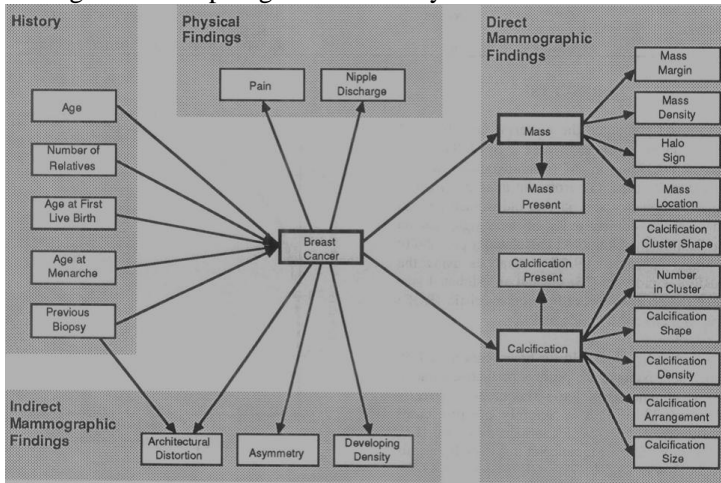 History
Age
Number of
Relatives
Age at First
Live Birth
Age at
Menarche
Previous
Biopsy
Physical
Findings
Pain
Nipple
Discharge
Breast
Cancer
Direct
Mammographic
Findings
Mass
Mass
Present
Mass
Margin
Mass
Density
Halo
Sign
Mass
Location
Calcification
Present
Calcification
Calcification
Cluster Shape
Number
in Cluster
Calcification
Shape
Calcification
Density
Calcification
Arrangement
Calcification
Size
Indirect
Mammographic
Findings
Architectural
Distortion
Asymmetry
Developing
Density